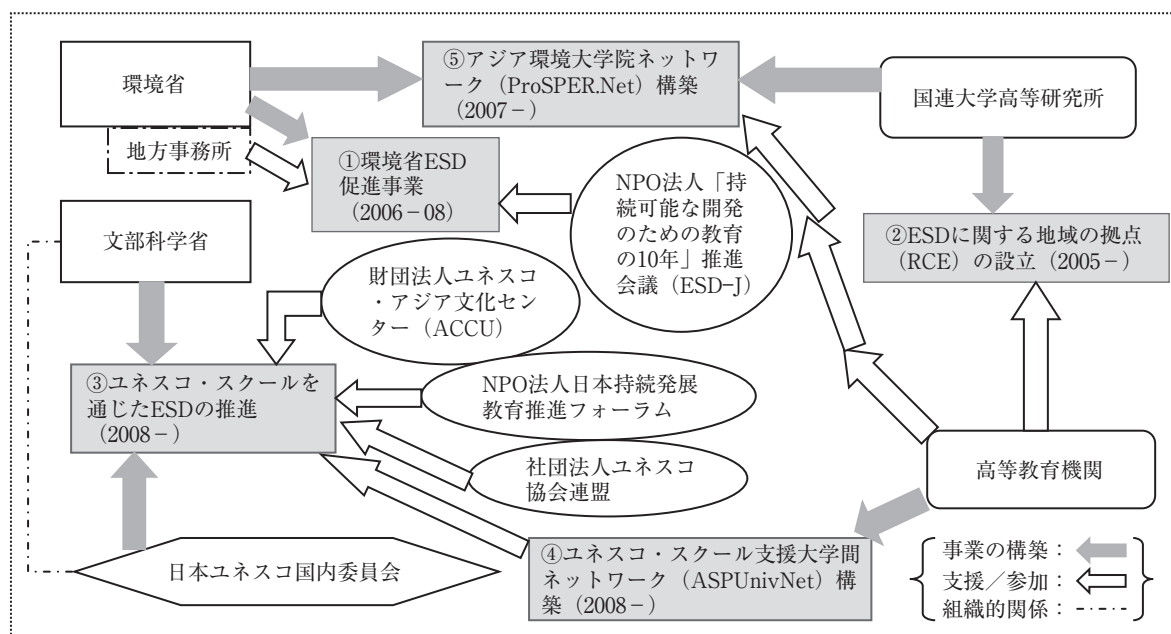 環境省
地方事務所
文部科学省
⑤アジア環境大学院ネットワ
ーク（ProSPER.Net）構築
（2007－）
国連大学高等研究所
①環境省ESD
促進事業
（2006－08）
NPO法人「持
続可能な開発
のための教育
の10年」推進
会議（ESD-J）
②ESDに関する地域の拠点
（RCE）の設立（2005－）
財団法人ユネスコ
・アジア文化セン
ター（ACCU）
③ユネスコ・スクールを
通じたESDの推進
（2008－）
NPO法人日本持続発展
教育推進フォーラム
社団法人ユネスコ
協会連盟
高等教育機関
日本ユネスコ国内委員会
④ユネスコ・スクール支援大学間
ネットワーク（ASPUnivNet）構
築（2008－）
事業の構築：
支援／参加：
組織的関係：